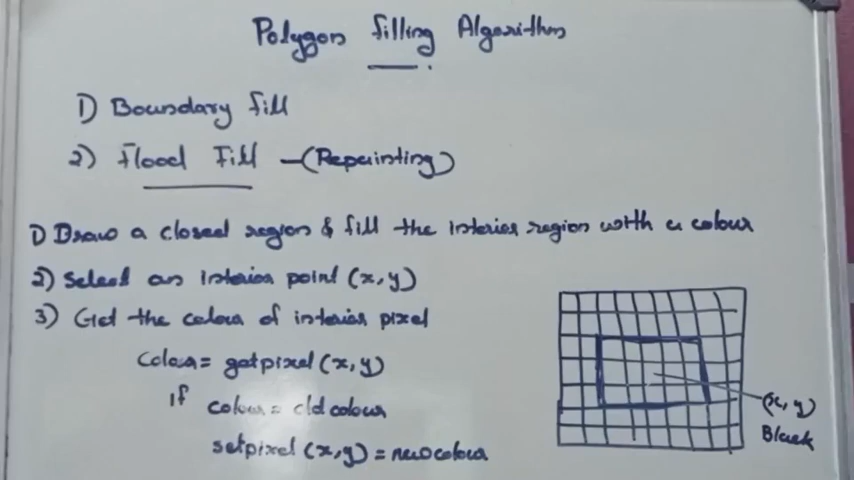 Polygon filling Algorithm
1) Boundary fill
2) Flood Fill - (Repainting)
1) Draw a closed region & fill the interior region with a colour
2) Select an interior point (x, y)
3) Get the colour of interior pixel
Colour = getpixel (x, y)
If colour = old colour
setpixel (x, y) = newcolour
(x, y)
Black